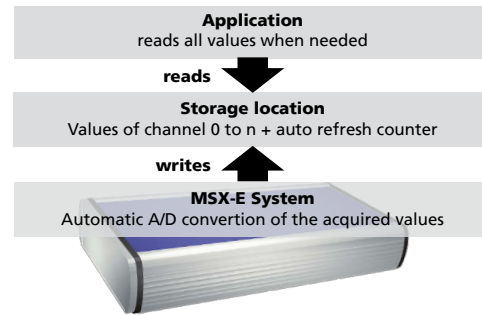 Application
reads all values when needed
reads
Storage location
Values of channel 0 to n + auto refresh counter
writes
MSX-E System
Automatic A/D convertion of the acquired values